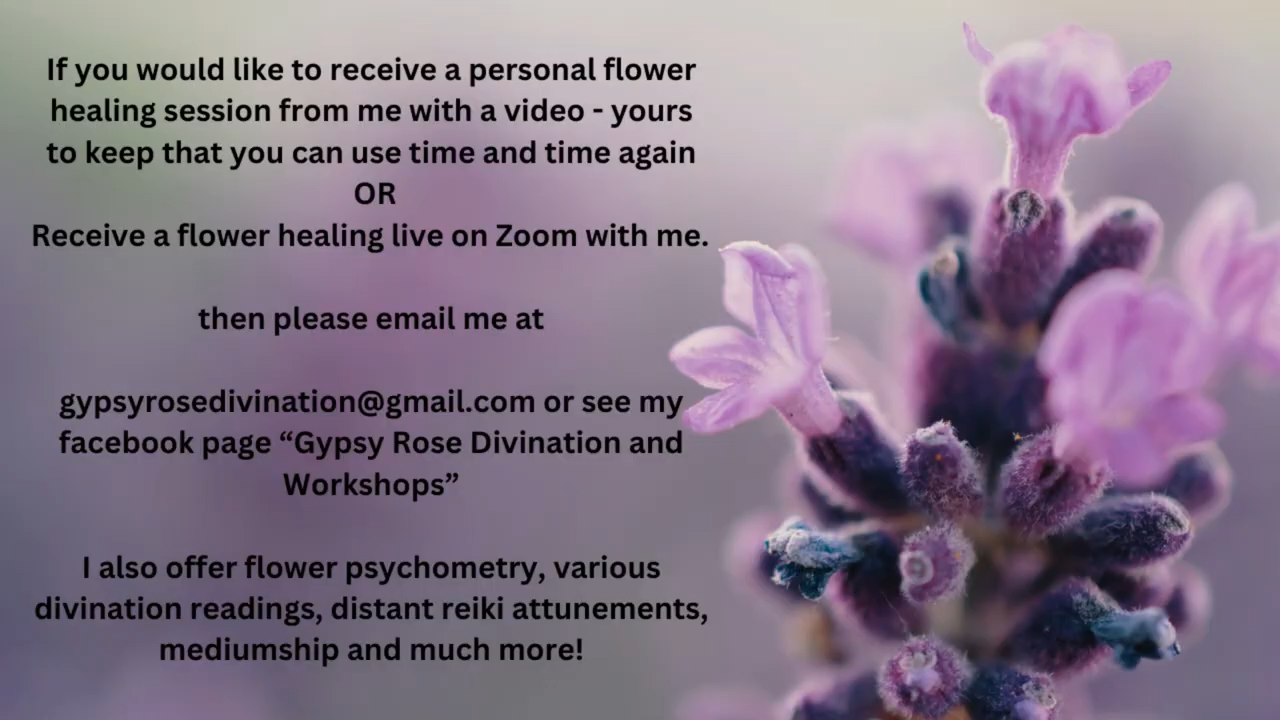 If you would like to receive a personal flower
healing session from me with a video - yours
to keep that you can use time and time again
OR
Receive a flower healing live on Zoom with me.
then please email me at
gypsyrosedivination@gmail.com or see my
facebook page “Gypsy Rose Divination and
Workshops”
I also offer flower psychometry, various
divination readings, distant reiki attunements,
mediumship and much more!